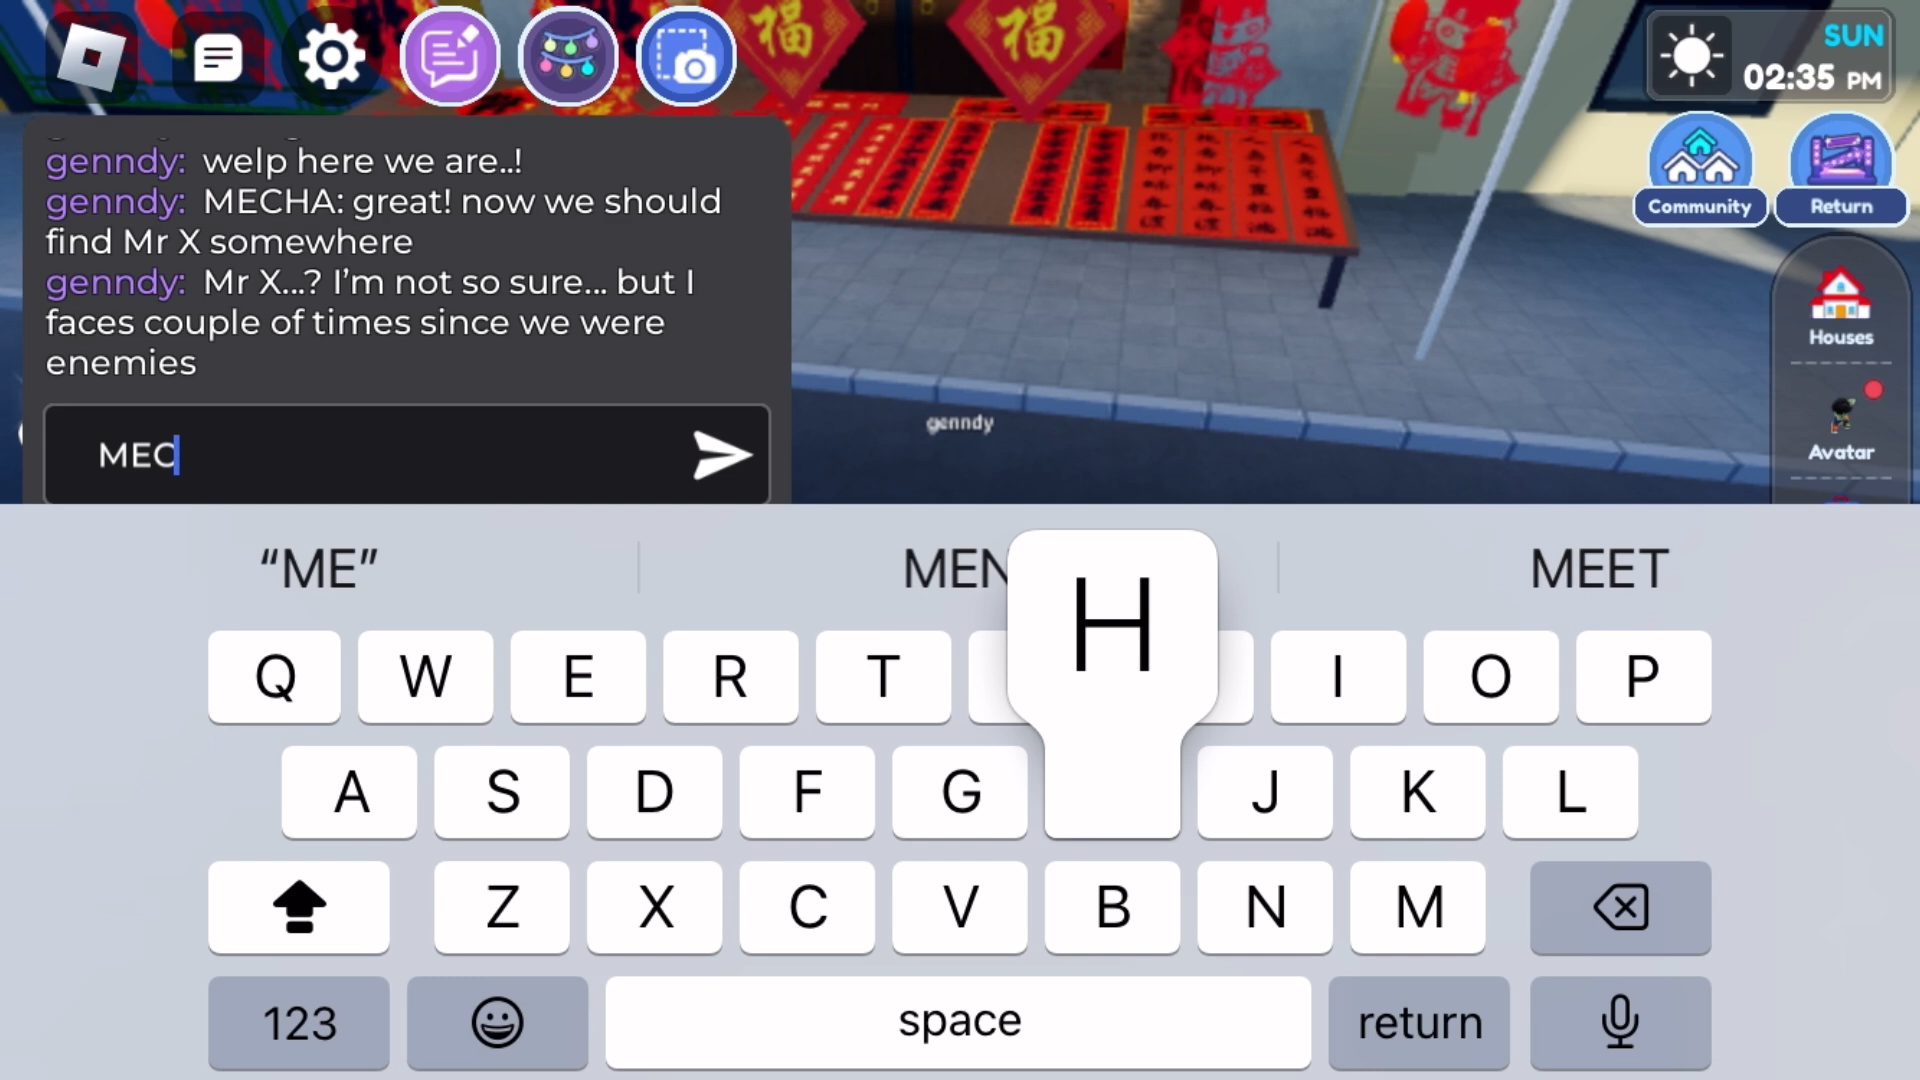 福
福
SUN
02:35 PM
genndy: welp here we are..!
genndy: MECHA: great! now we should
find Mr X somewhere
genndy: Mr X...? I'm not so sure... but I
faces couple of times since we were
enemies
Community
Return
Houses
genndy
MEC
Avatar
“ME”
MEN
MEET
H
Q W E R T I O P
A S D F G J K L
Z X C V B N M
123
space
return